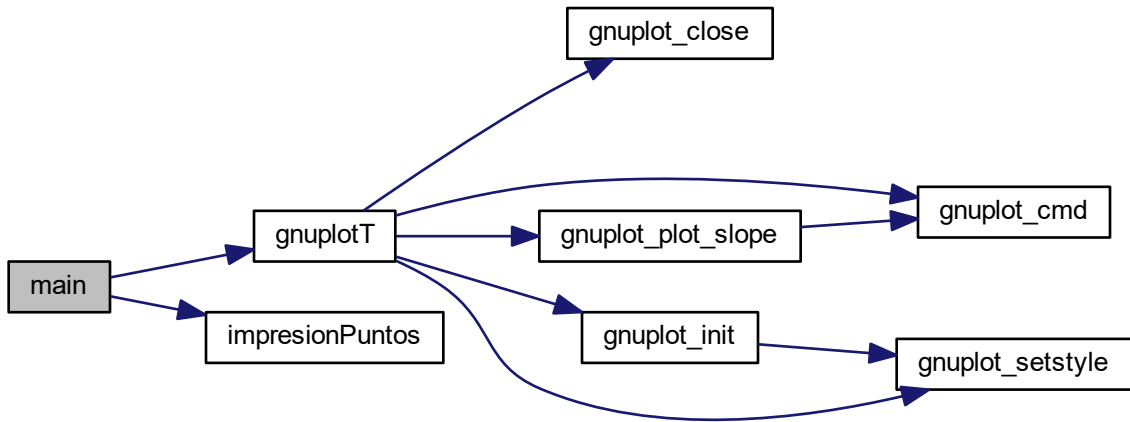 gnuplot_close
gnuplot_cmd
gnuplotT
gnuplot_plot_slope
main
impresionPuntos
gnuplot_init
gnuplot_setstyle